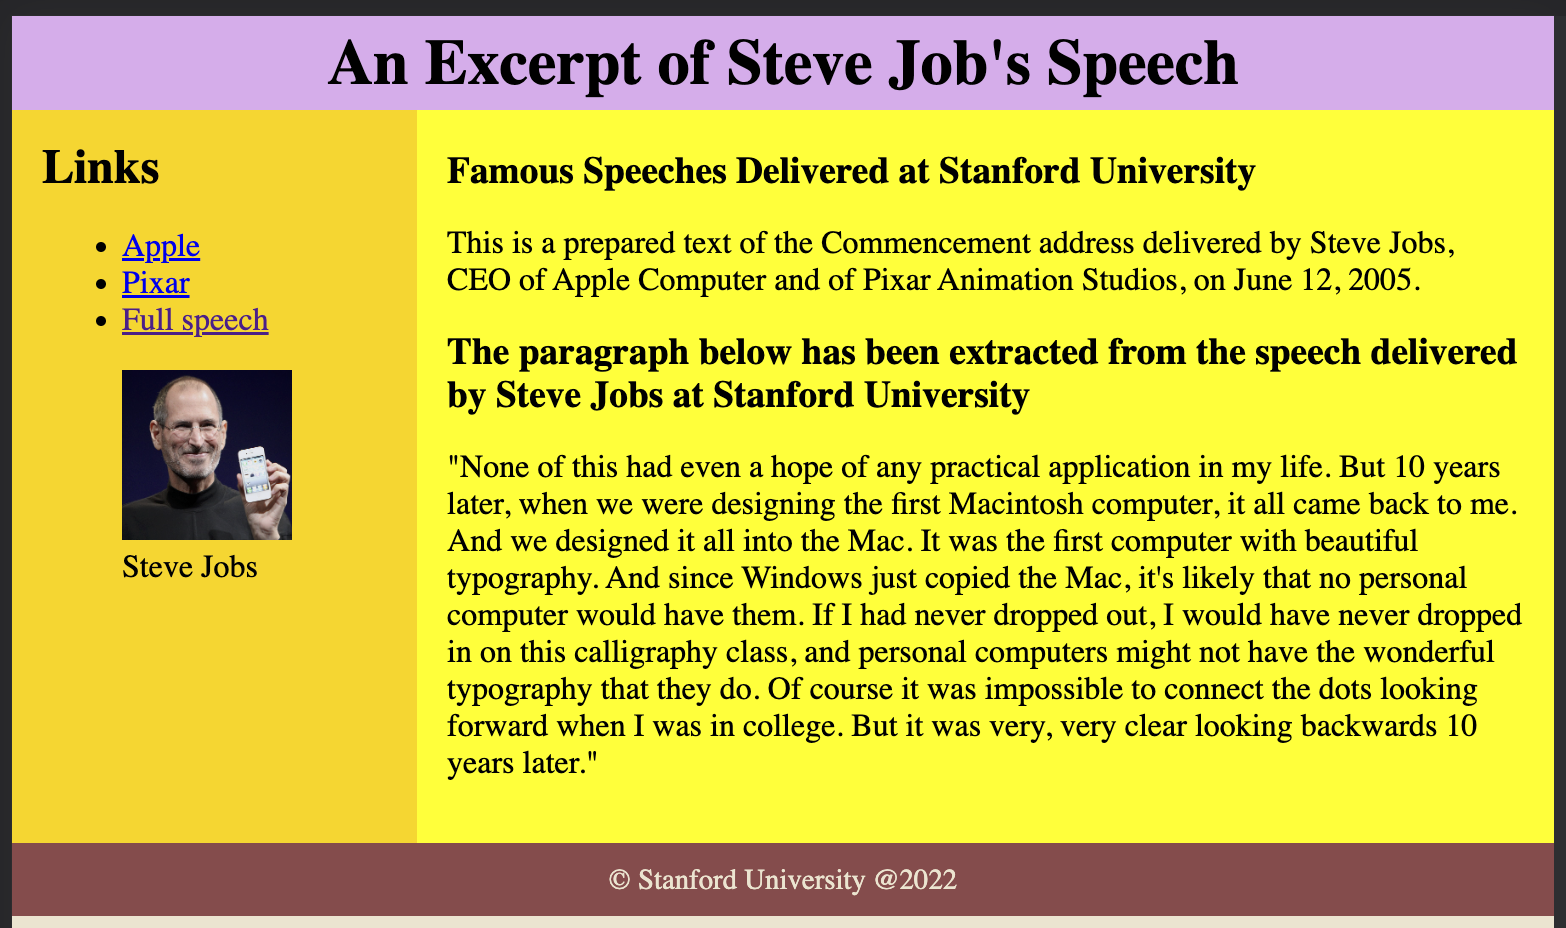 An Excerpt of Steve Job's Speech
Links
Apple
Pixar
Full speech
Steve Jobs
Famous Speeches Delivered at Stanford University
This is a prepared text of the Commencement address delivered by Steve Jobs,
CEO of Apple Computer and of Pixar Animation Studios, on June 12, 2005.
The paragraph below has been extracted from the speech delivered
by Steve Jobs at Stanford University
"None of this had even a hope of any practical application in my life. But 10 years
later, when we were designing the first Macintosh computer, it all came back to me.
And we designed it all into the Mac. It was the first computer with beautiful
typography. And since Windows just copied the Mac, it's likely that no personal
computer would have them. If I had never dropped out, I would have never dropped
in on this calligraphy class, and personal computers might not have the wonderful
typography that they do. Of course it was impossible to connect the dots looking
forward when I was in college. But it was very, very clear looking backwards 10
years later."
© Stanford University @2022